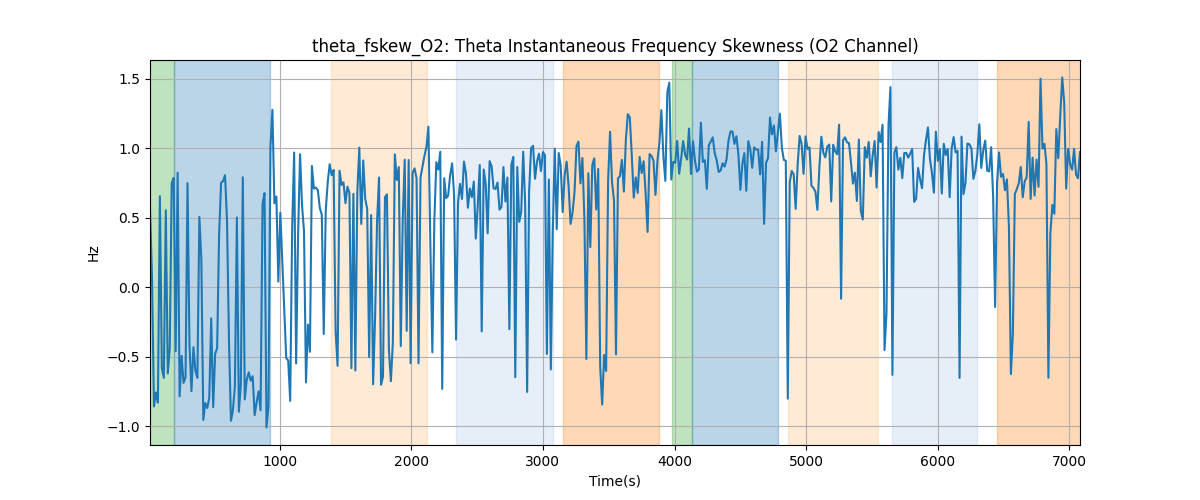 theta_fskew_O2: Theta Instantaneous Frequency Skewness (O2 Channel)
1.5
1.0
0.5
0.0
−0.5
−1.0
Hz
1000 2000 3000 4000 5000 6000 7000
Time(s)